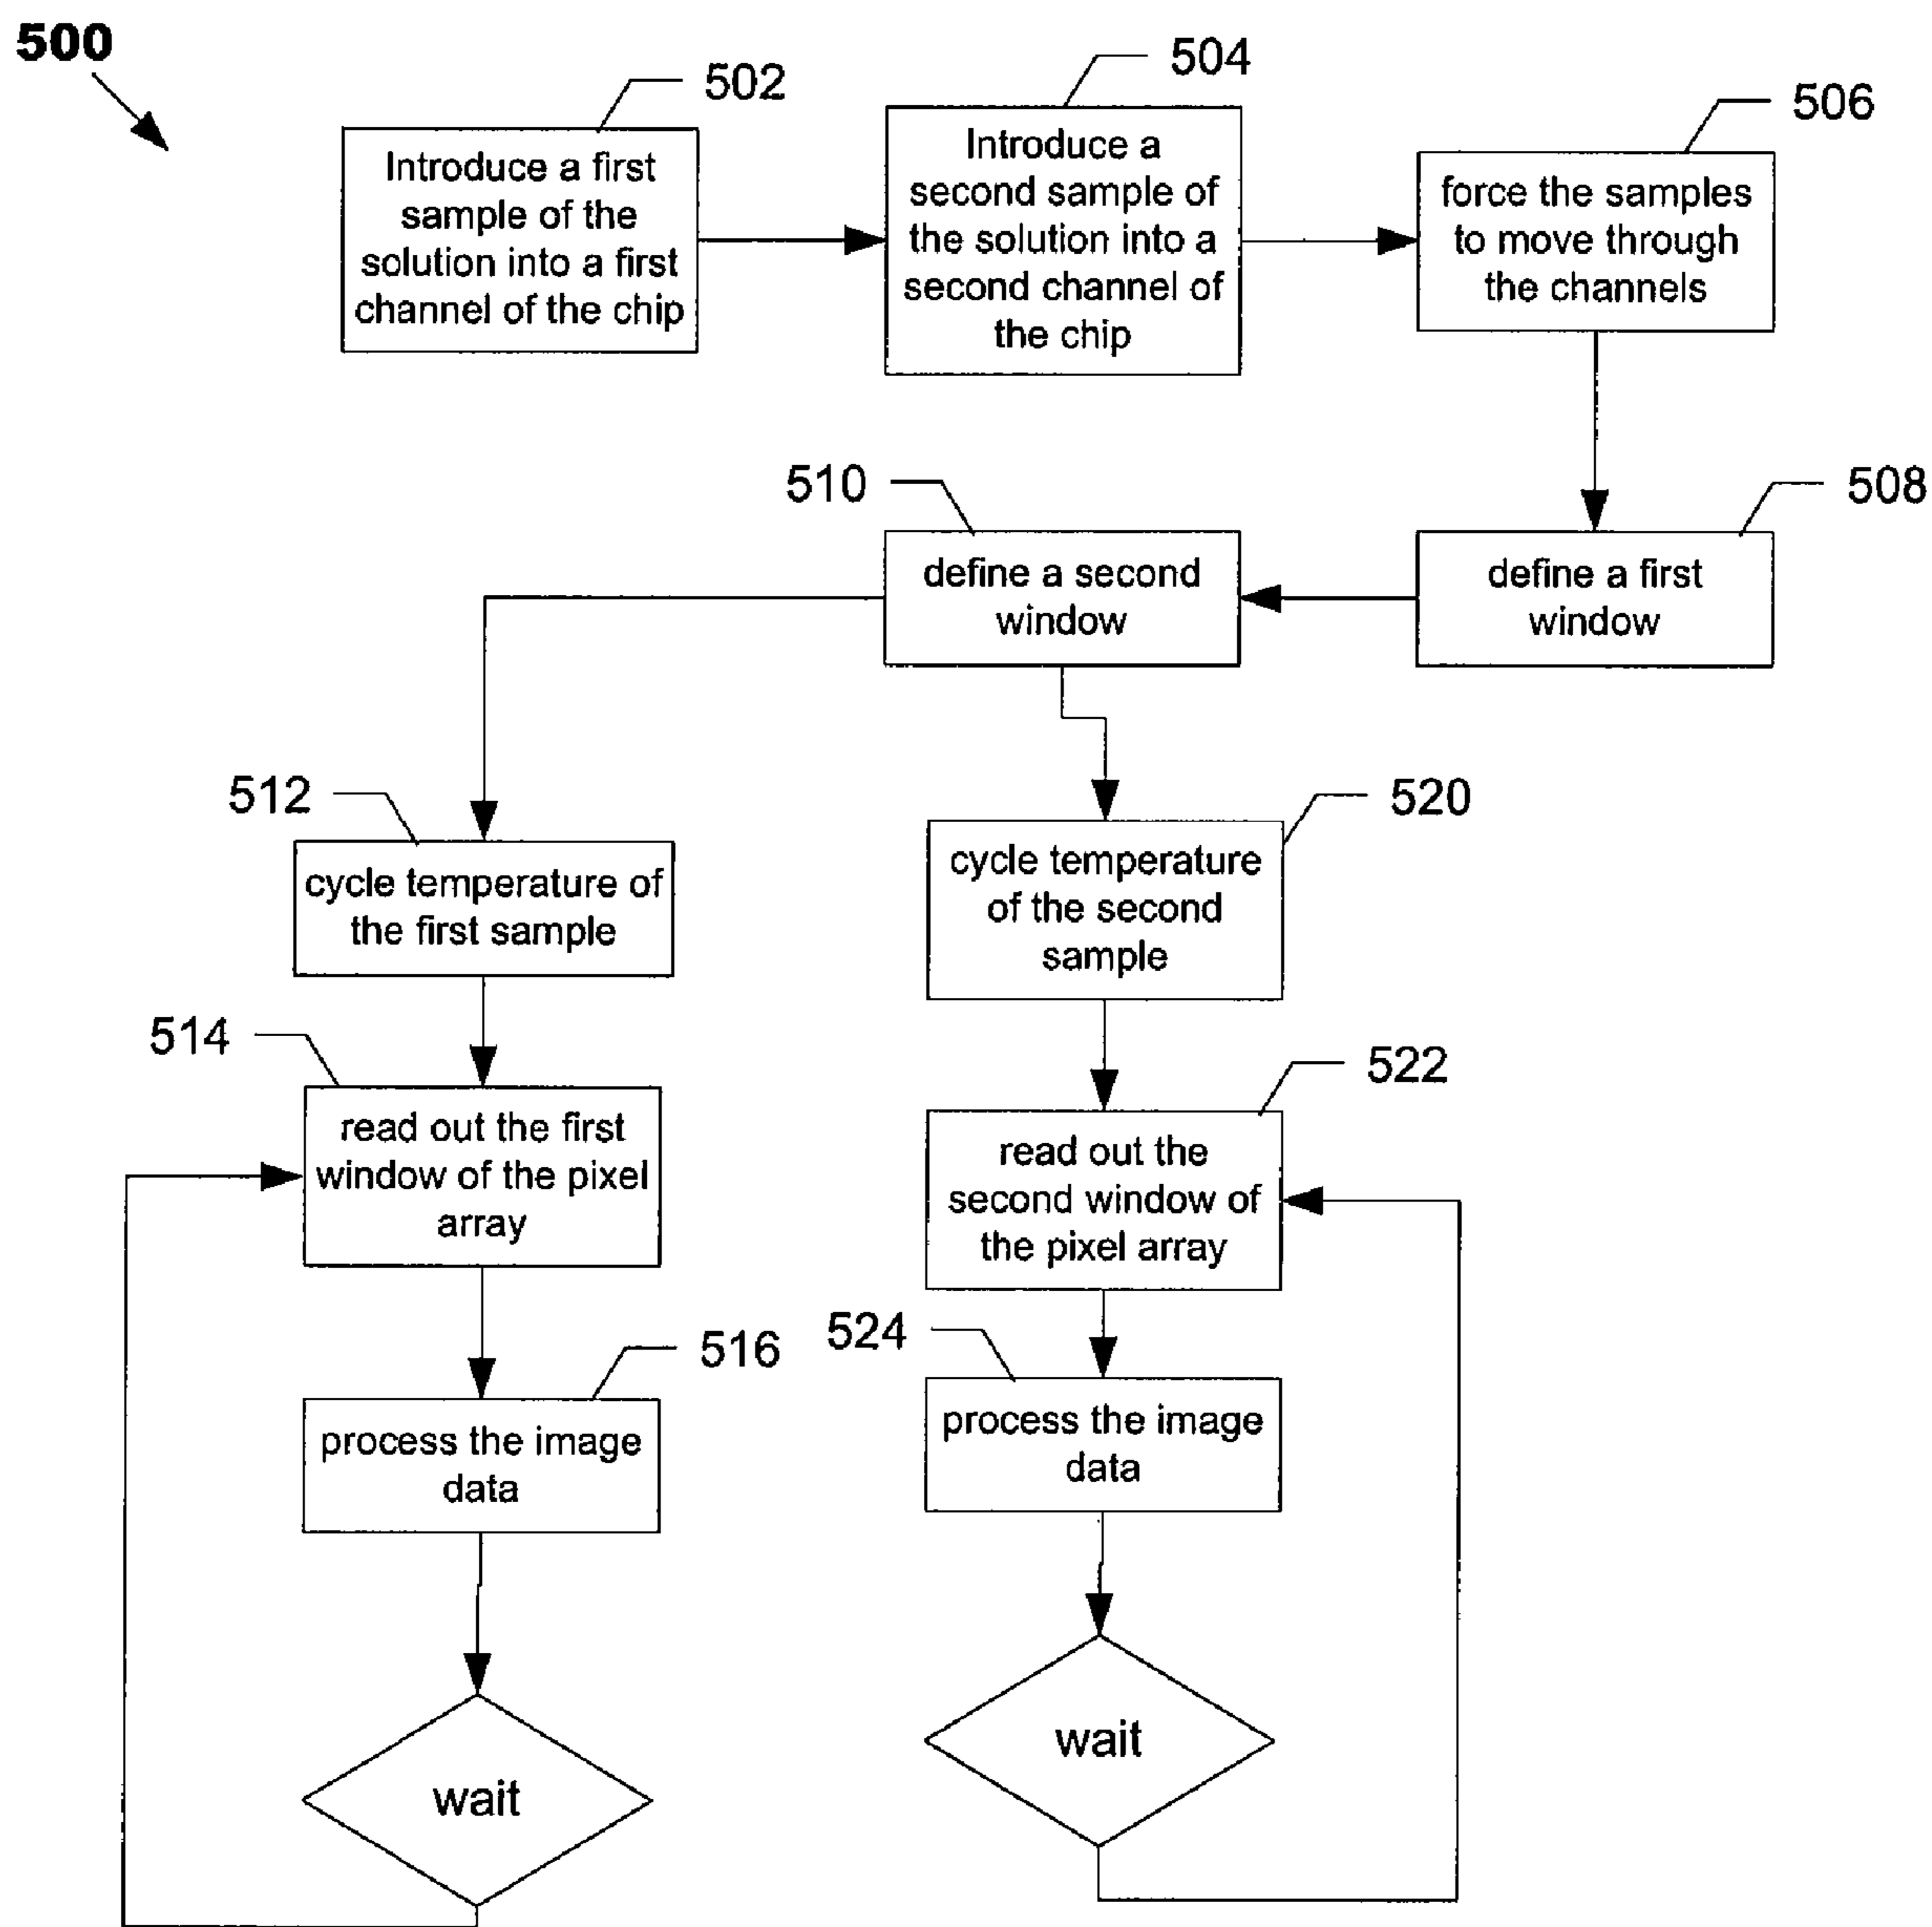 500
502
Introduce a first
sample of the
solution into a first
channel of the chip
504
Introduce a
second sample of
the solution into a
second channel of
the chip
506
force the samples
to move through
the channels
508
define a first
window
510
define a second
window
512
cycle temperature of
the first sample
514
read out the first
window of the pixel
array
516
process the image
data
wait
520
cycle temperature
of the second
sample
522
read out the
second window of
the pixel array
524
process the image
data
wait